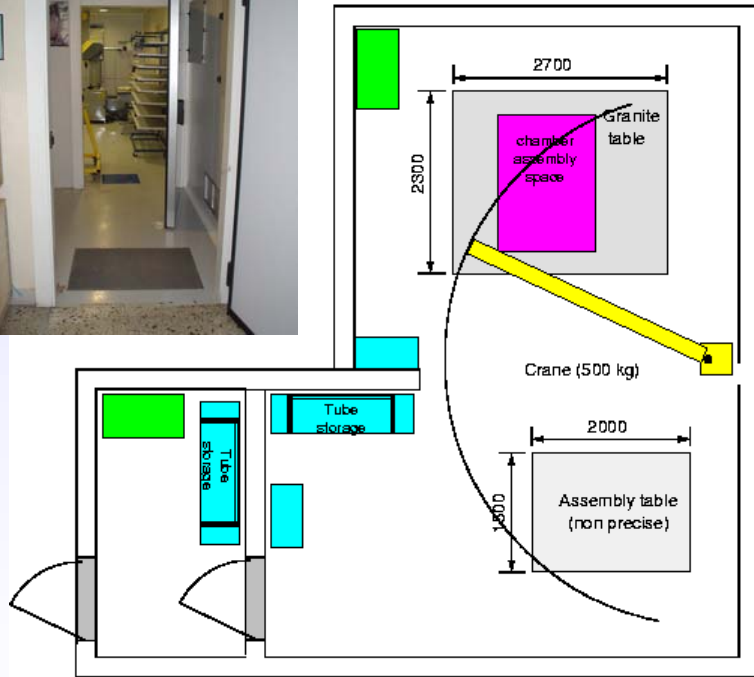 2700
Granite
table
chamber
assembly
space
2300
Crane (500 kg)
Tube
storage
Tube
storage
2000
1500
Assembly table
(non precise)